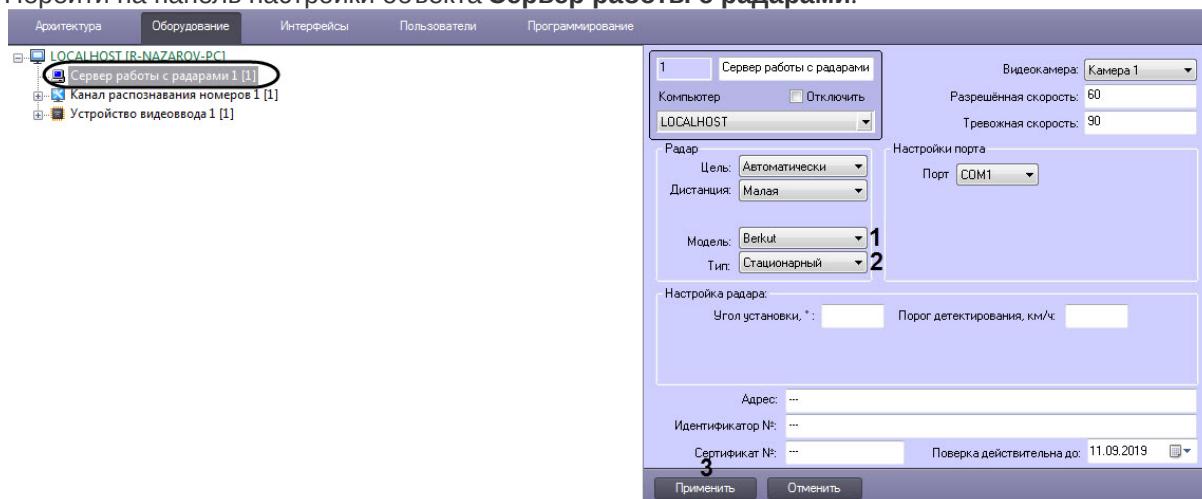 Перейти на панель настройки объекта Сервер работы с радарами.
Архитектура Оборудование Интерфейсы Пользователи Программирование
LOCALHOST [R-NAZAROV-PC]
Сервер работы с радарами 1 [1]
Канал распознавания номеров 1 [1]
Устройство видеоввода 1 [1]
1 Сервер работы с радарами
Видеокамера: Камера 1
Компьютер Отключить
Разрешённая скорость: 60
LOCALHOST
Тревожная скорость: 90
Радар
Настройки порта
Цель: Автоматически
Порт COM1
Дистанция: Малая
Модель: Berkut 1
Тип: Стационарный 2
Настройка радара:
Угол установки, ° : Порог детектирования, км/ч:
Адрес: ---
Идентификатор №: ---
Сертификат №: --- Поверка действительна до: 11.09.2019
3
Применить Отменить